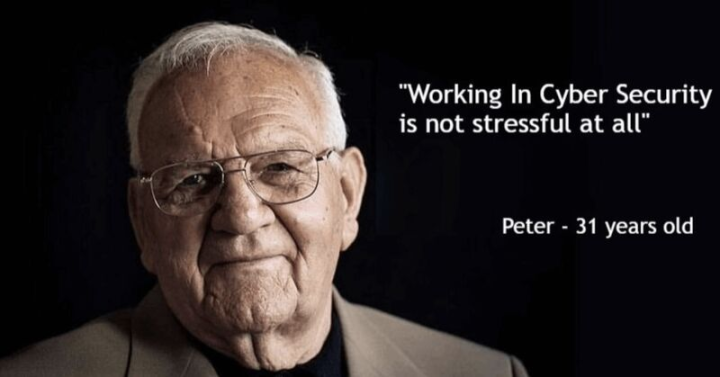 "Working In Cyber Security
is not stressful at all"
Peter - 31 years old